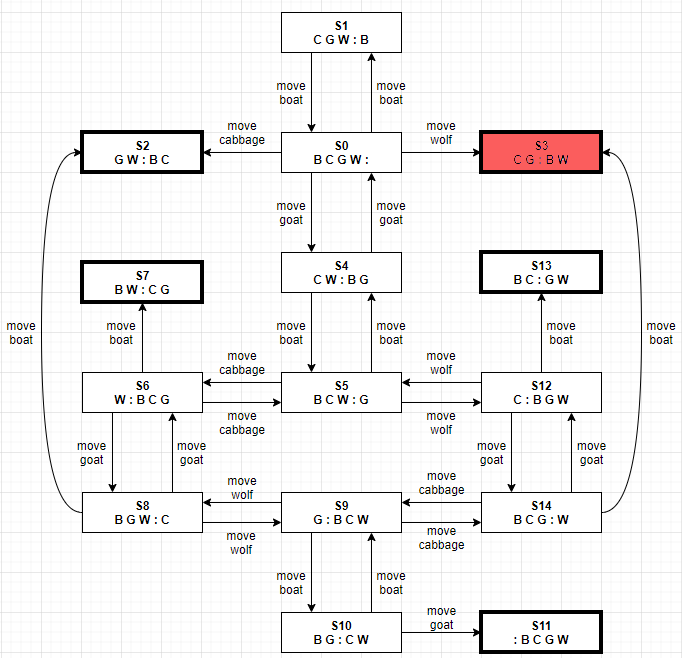 S1
C G W : B
move
boat
move
boat
S2
G W : B C
move
cabbage
S0
B C G W :
move
wolf
S3
C G : B W
move
goat
move
goat
S7
B W : C G
S4
C W : B G
S13
B C : G W
move
boat
move
boat
move
boat
move
boat
move
boat
move
boat
move
cabbage
move
wolf
S6
W : B C G
S5
B C W : G
S12
C : B G W
move
cabbage
move
wolf
move
goat
move
goat
move
goat
move
goat
move
wolf
move
cabbage
S8
B G W : C
S9
G : B C W
S14
B C G : W
move
wolf
move
cabbage
move
boat
move
boat
S10
B G : C W
move
goat
S11
: B C G W